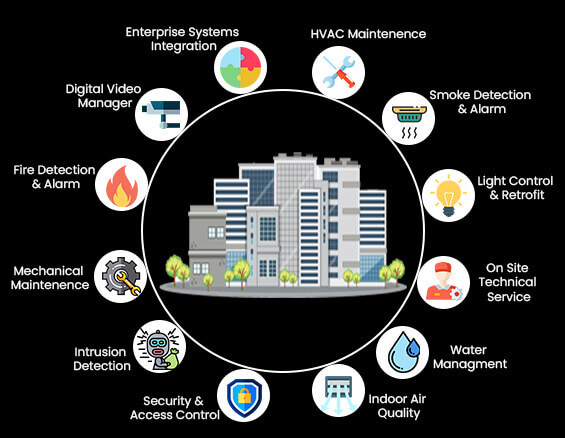 Enterprise Systems
Integration
HVAC Maintenence
Smoke Detection
& Alarm
Light Control
& Retrofit
On Site
Technical
Service
Water
Managment
Indoor Air
Quality
Security &
Access Control
Intrusion
Detection
Mechanical
Maintenence
Fire Detection
& Alarm
Digital Video
Manager